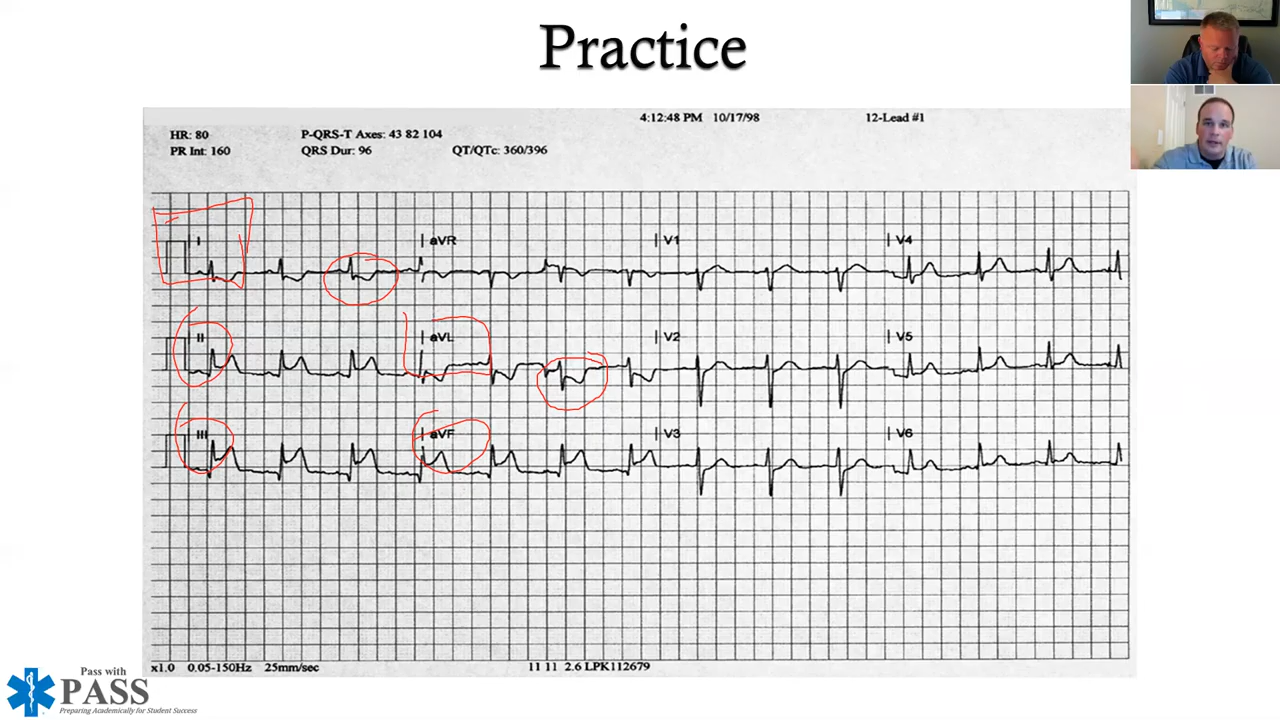 Practice
4:12:48 PM 10/17/98 12-Lead #1
HR: 80 P-QRS-T Axes: 43 82 104
PR Int: 160 QRS Dur: 96 QT/QTc: 360/396
I aVR V1 V4
II aVL V2 V5
III aVF V3 V6
x1.0 0.05-150Hz 25mm/sec 11 11 2.6 LPK112679
Pass with
PASS
Preparing Academically for Student Success